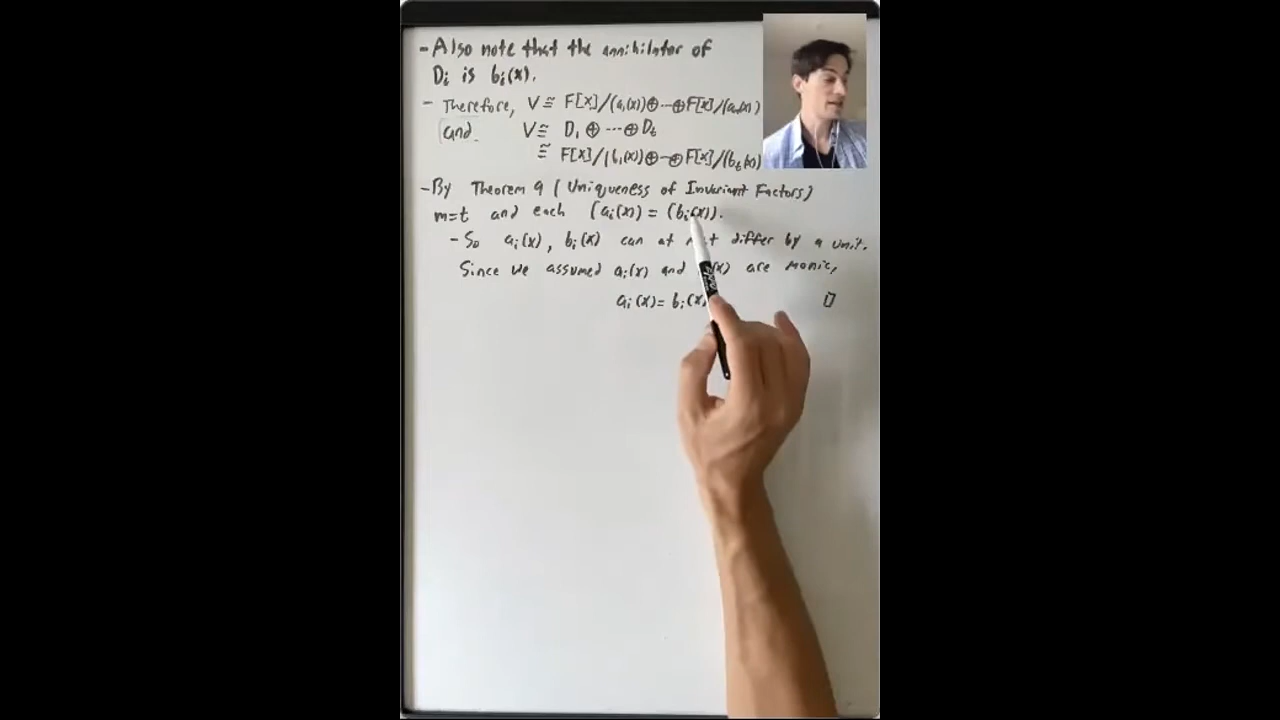 - Also note that the annihilator of
Di is bi(x).
- Therefore, V ≅ F[x]/(a1(x)) ⊕ ... ⊕ F[x]/(am(x))
and V ≅ D1 ⊕ ... ⊕ Dt
≅ F[x]/(b1(x)) ⊕ ... ⊕ F[x]/(bt(x))
- By Theorem 9 (Uniqueness of Invariant Factors)
m=t and each (ai(x)) = (bi(x)).
- So ai(x), bi(x) can at differ by a unit.
Since we assumed ai(x) and (x) are monic,
ai(x) = bi(x)